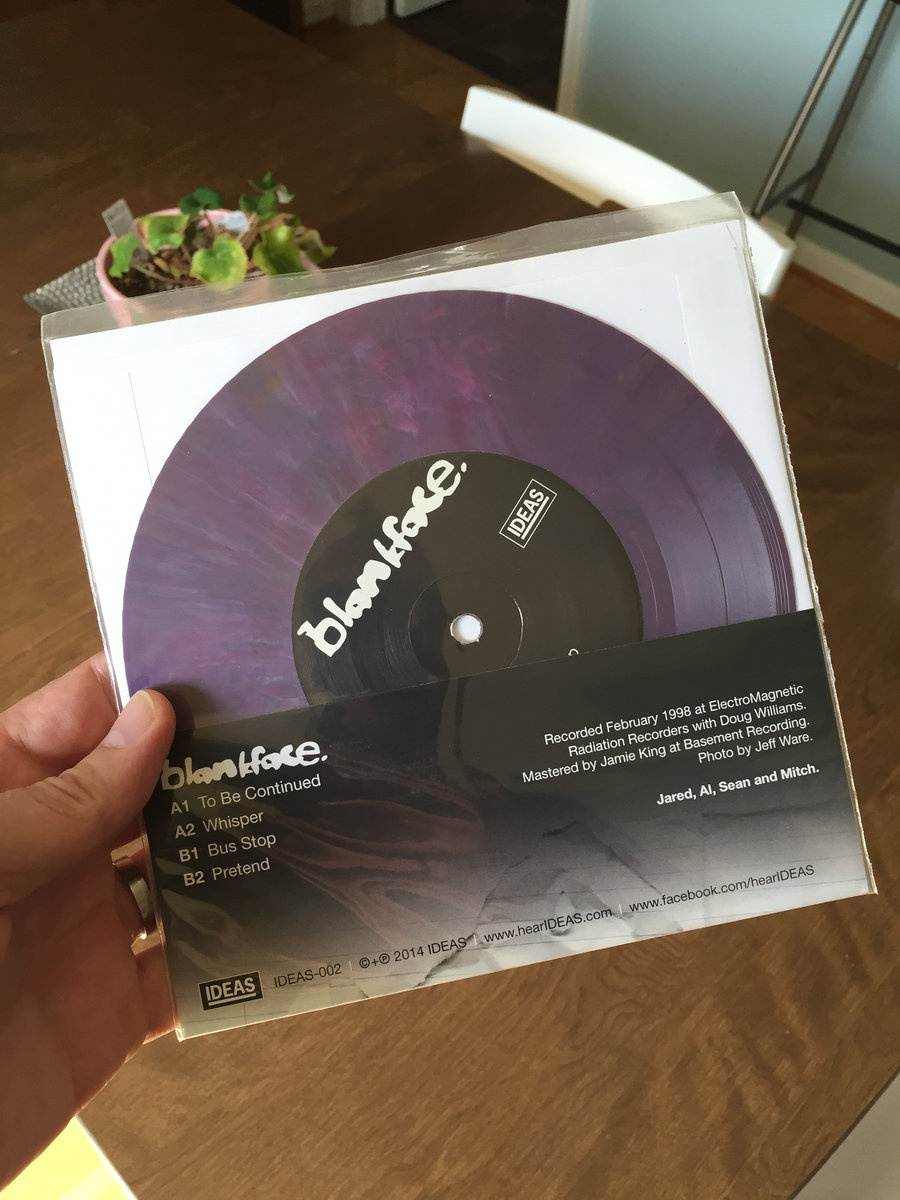 blankface.
IDEAS
blankface.
A1 To Be Continued
A2 Whisper
B1 Bus Stop
B2 Pretend
Recorded February 1998 at ElectroMagnetic
Radiation Recorders with Doug Williams.
Mastered by Jamie King at Basement Recording.
Photo by Jeff Ware.
Jared, Al, Sean and Mitch.
IDEAS IDEAS-002 | ©+℗ 2014 IDEAS | www.hearIDEAS.com | www.facebook.com/hearIDEAS